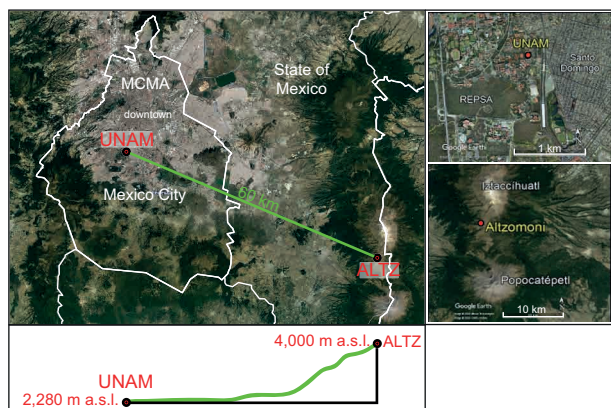 MCMA
State of
Mexico
downtown
UNAM
Mexico City
60 km
ALTZ
UNAM
Santo
Domingo
REPSA
Google Earth
1 km
Iztaccíhuatl
Altzomoni
Popocatépetl
Google Earth
10 km
4,000 m a.s.l.
ALTZ
UNAM
2,280 m a.s.l.